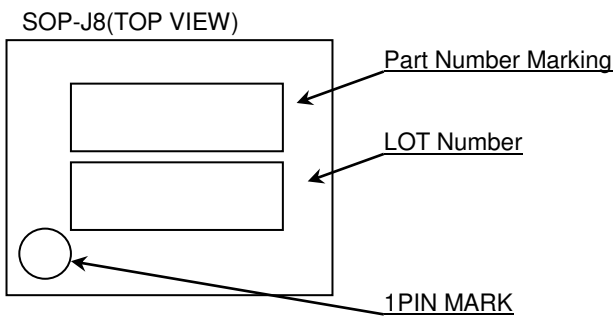 SOP-J8(TOP VIEW)
Part Number Marking
LOT Number
1PIN MARK